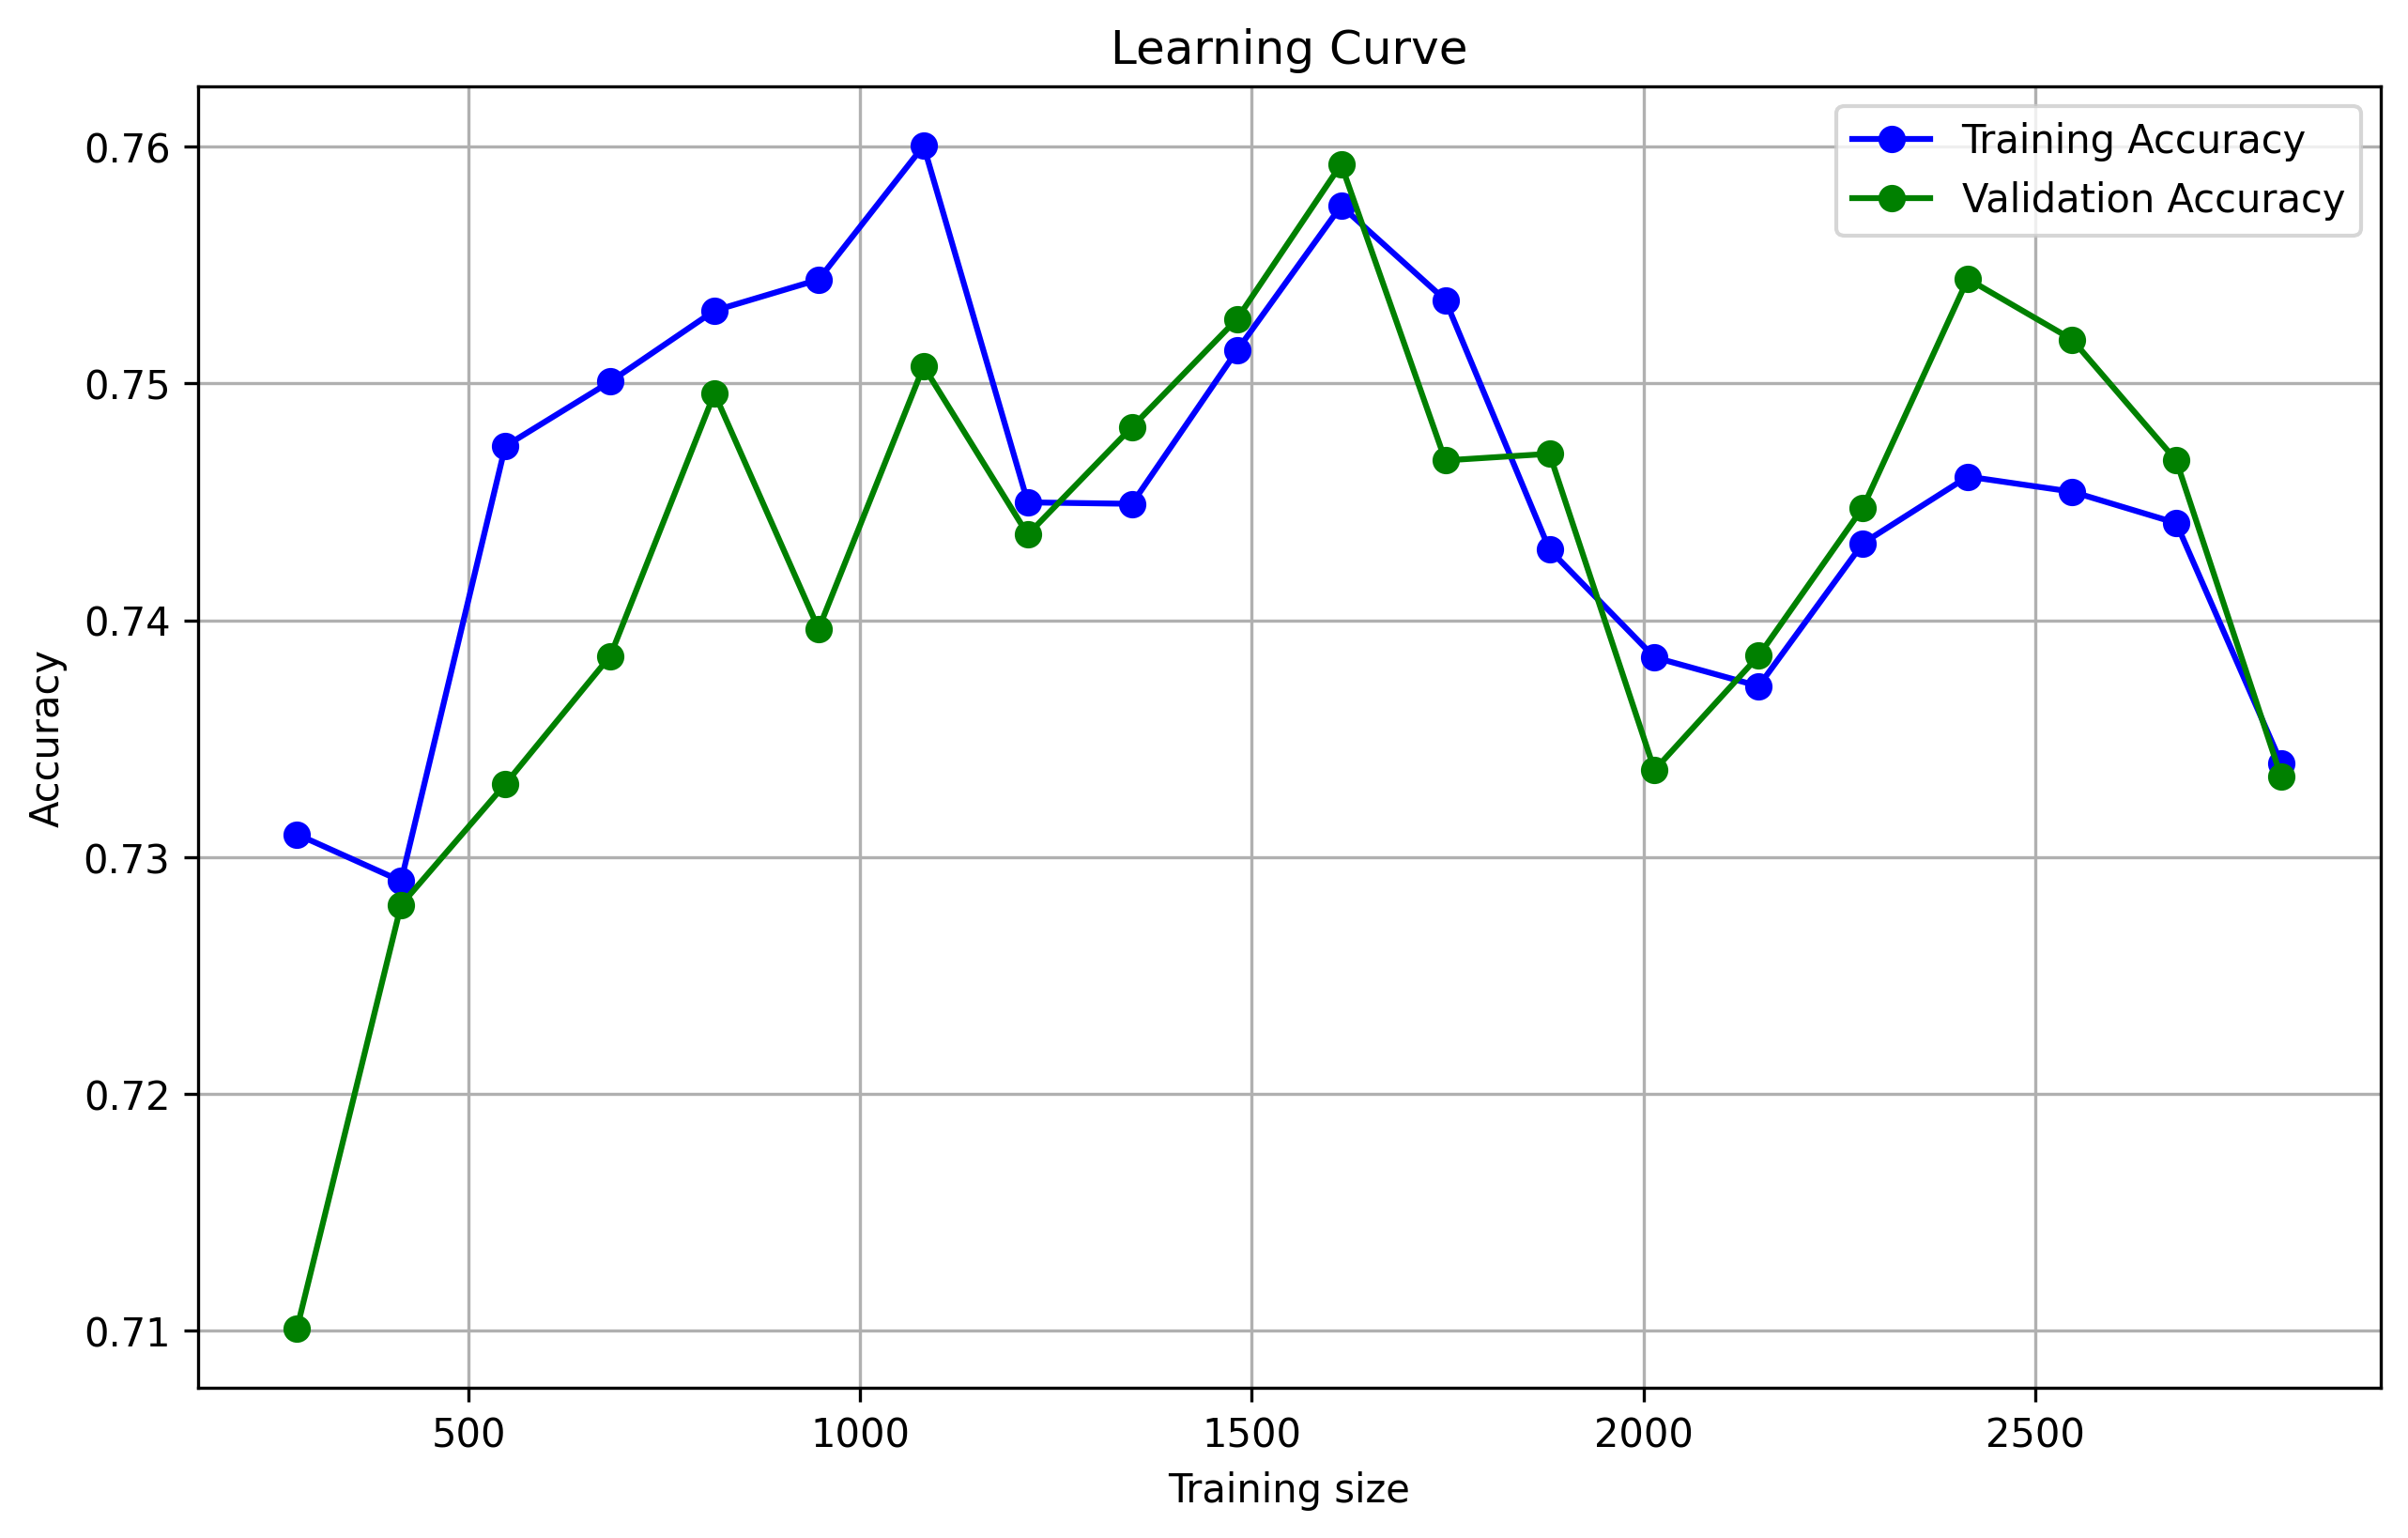 Learning Curve
Training Accuracy
Validation Accuracy
0.76
0.75
0.74
0.73
0.72
0.71
Accuracy
500 1000 1500 2000 2500
Training size